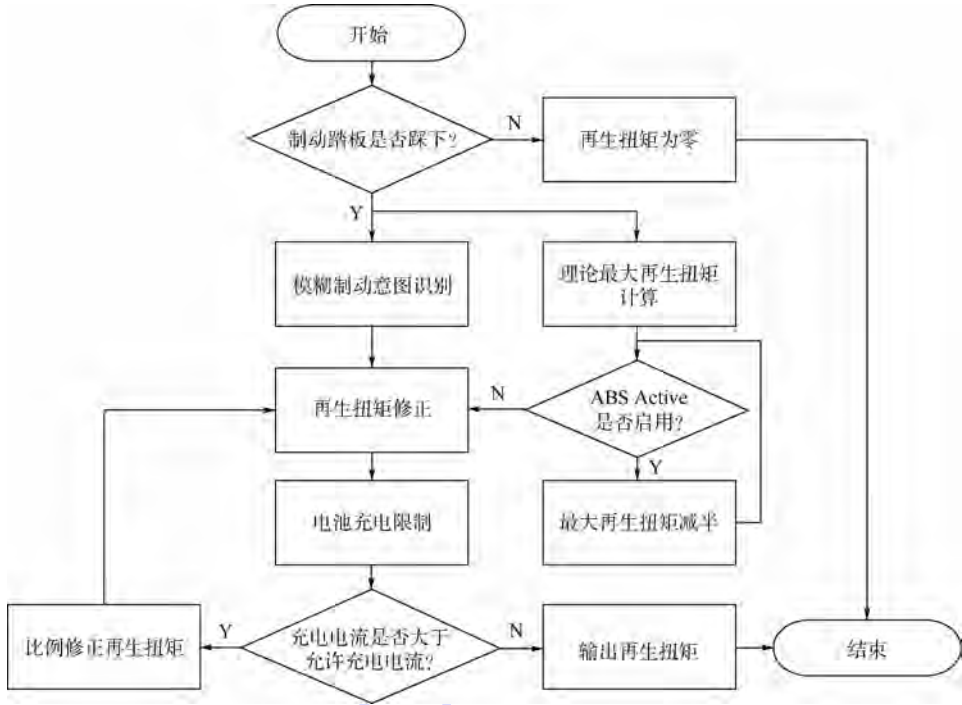 开始
制动踏板是否踩下?
N
再生扭矩为零
Y
模糊制动意图识别
理论最大再生扭矩
计算
再生扭矩修正
N
ABS Active
是否启用?
Y
电池充电限制
最大再生扭矩减半
比例修正再生扭矩
Y
充电电流是否大于
允许充电电流?
N
输出再生扭矩
结束